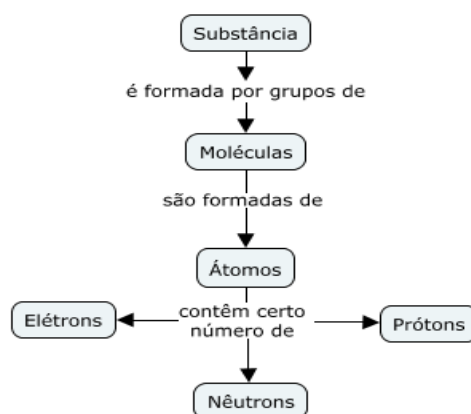 Substância
é formada por grupos de
Moléculas
são formadas de
Átomos
contêm certo
número de
Elétrons
Prótons
Nêutrons